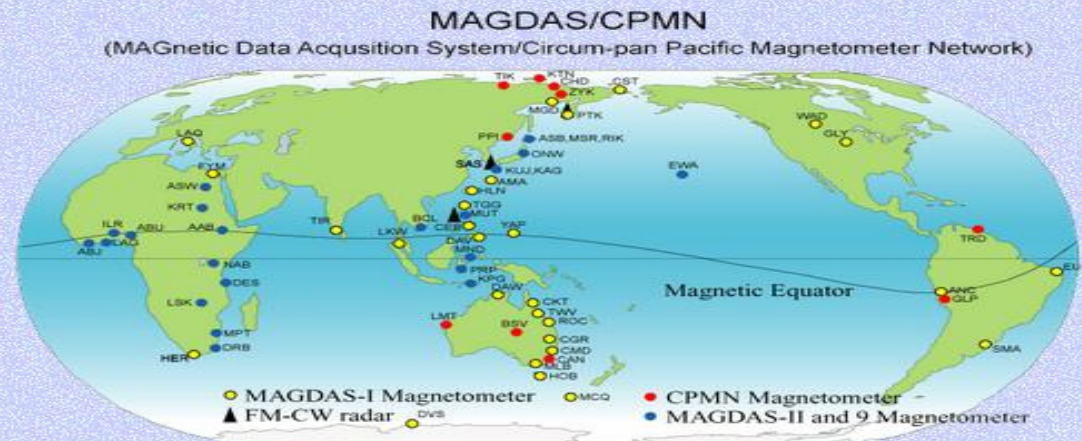 MAGDAS/CPMN
(MAGnetic Data Acqusition System/Circum-pan Pacific Magnetometer Network)
TIK
KTN
CHD
CST
ZYK
MGD
PTK
WAD
GLY
LAQ
PPI
ASB,MSR,RIK
ONW
SAS
KUJ,KAG
EWA
FYM
ASW
AMA
HLN
KRT
TGG
MUT
ILR
ABU
AAB
TIR
BCL
CEB
YAP
LKW
DAV
TRD
ABJ
LAG
MND
NAB
PRP
KPG
EU
DES
DAW
Magnetic Equator
ANC
GLP
LSK
CKT
TWV
LMT
BSV
ROC
MPT
CGR
DRB
CMD
SMA
HER
CAN
MLB
HOB
MAGDAS-I Magnetometer
MCQ
CPMN Magnetometer
FM-CW radar
DVS
MAGDAS-II and 9 Magnetometer